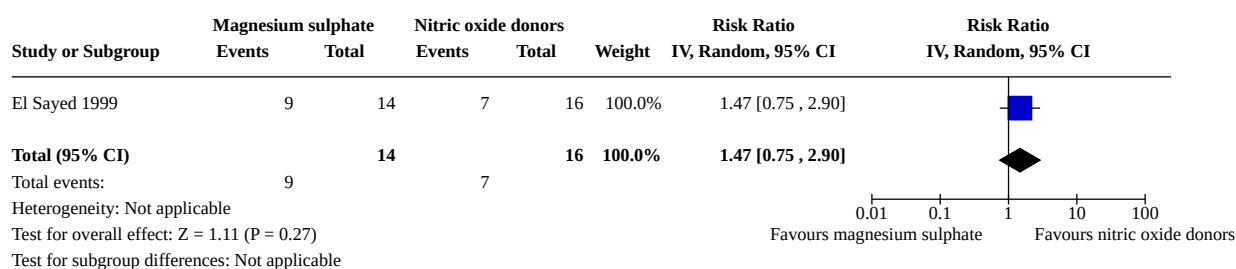 Magnesium sulphate Nitric oxide donors Risk Ratio Risk Ratio
Study or Subgroup Events Total Events Total Weight IV, Random, 95% CI IV, Random, 95% CI
El Sayed 1999 9 14 7 16 100.0% 1.47 [0.75 , 2.90]
Total (95% CI) 14 16 100.0% 1.47 [0.75 , 2.90]
Total events: 9 7
Heterogeneity: Not applicable 0.01 0.1 1 10 100
Test for overall effect: Z = 1.11 (P = 0.27) Favours magnesium sulphate Favours nitric oxide donors
Test for subgroup differences: Not applicable